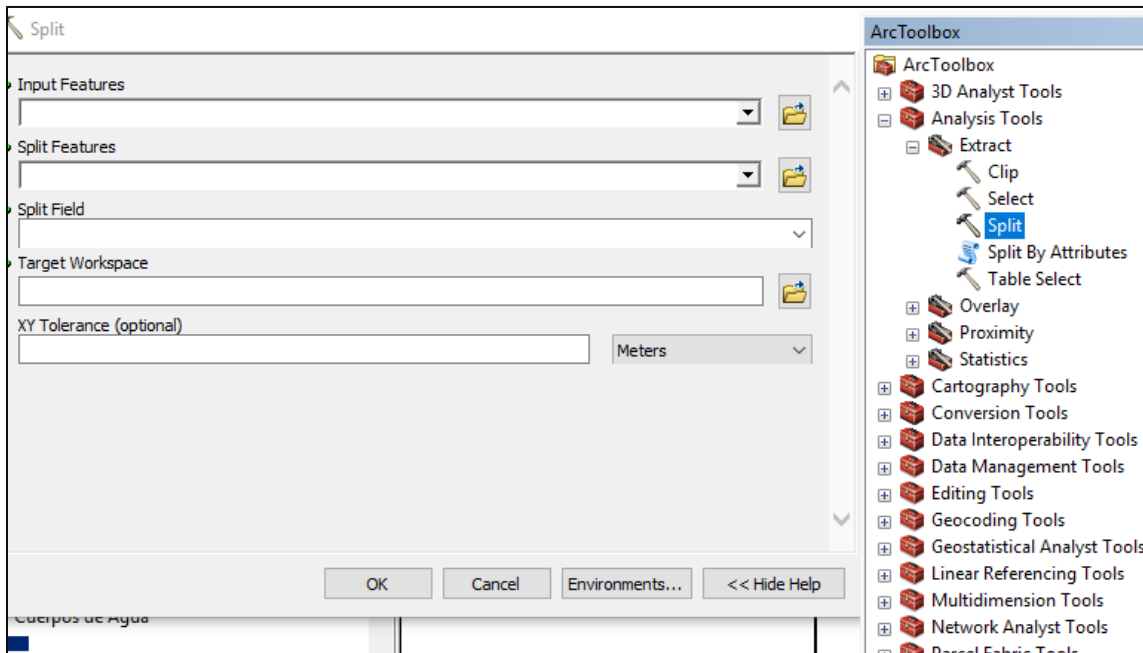 Split
Input Features
Split Features
Split Field
Target Workspace
XY Tolerance (optional)
Meters
OK
Cancel
Environments...
<< Hide Help
Cuerpos de Agua
ArcToolbox
ArcToolbox
3D Analyst Tools
Analysis Tools
Extract
Clip
Select
Split
Split By Attributes
Table Select
Overlay
Proximity
Statistics
Cartography Tools
Conversion Tools
Data Interoperability Tools
Data Management Tools
Editing Tools
Geocoding Tools
Geostatistical Analyst Tools
Linear Referencing Tools
Multidimension Tools
Network Analyst Tools
Parcel Fabric Tools